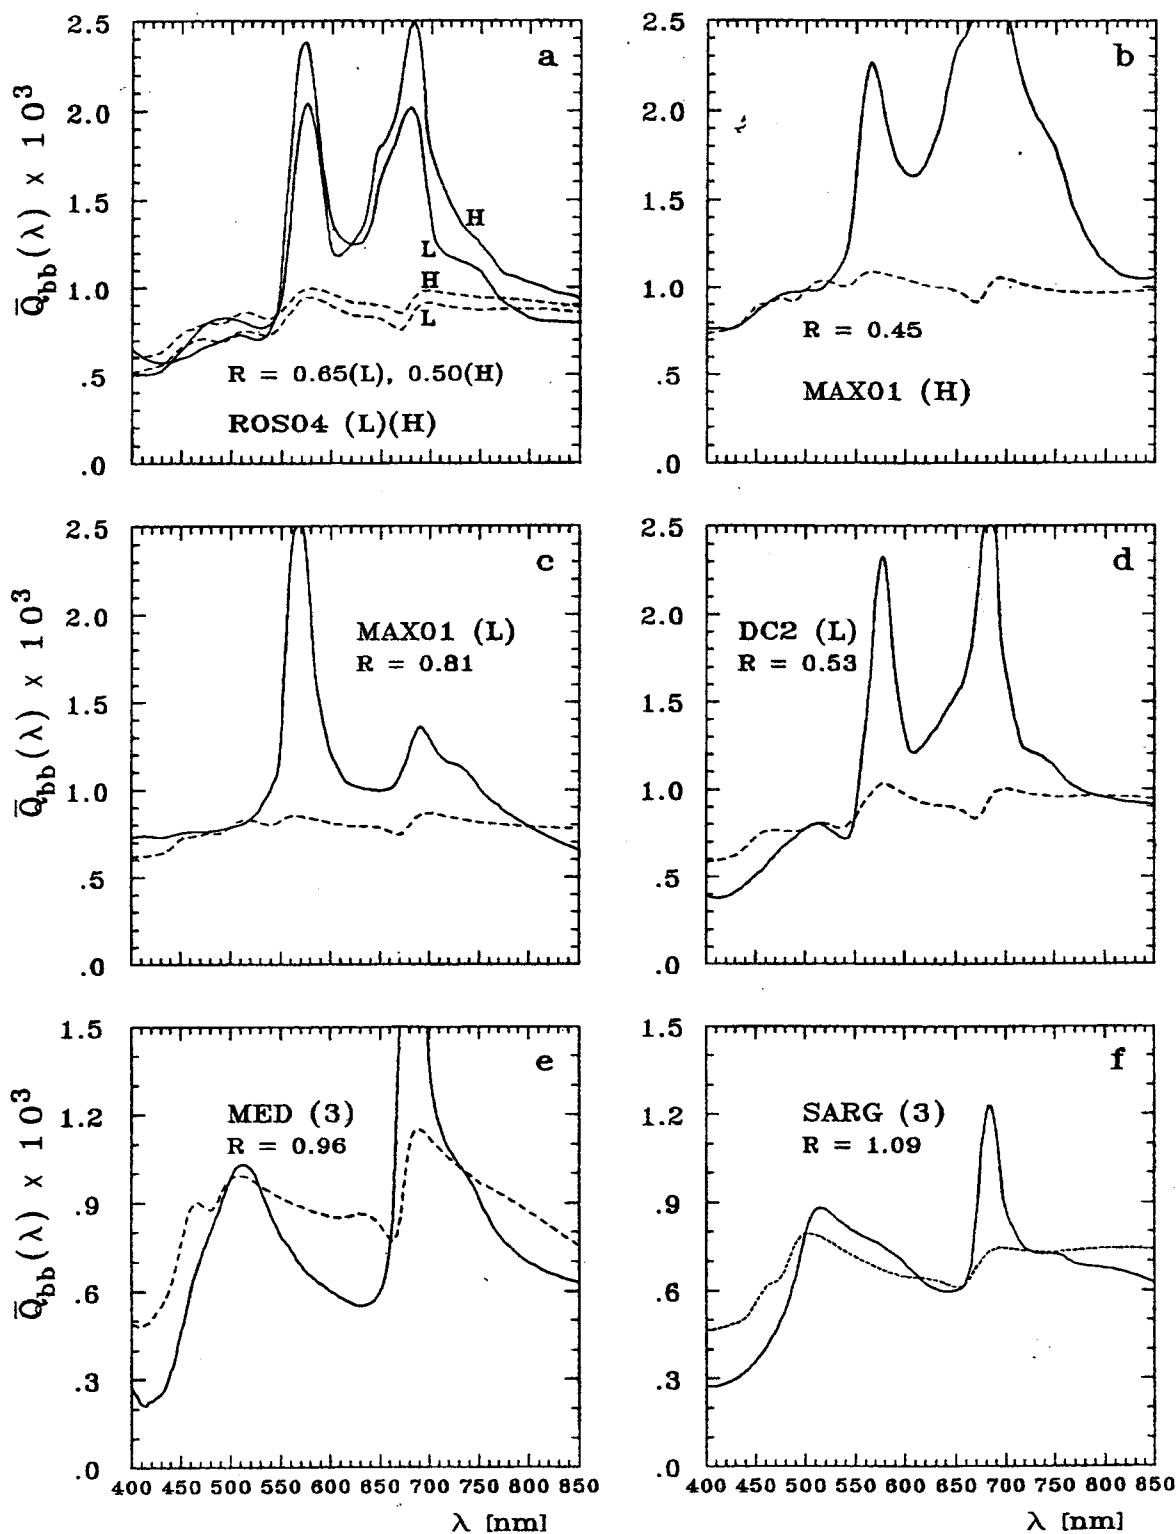 2.5
2.0
1.5
1.0
.5
.0
Q̅bb(λ) x 10³
a
H
L
H
L
R = 0.65(L), 0.50(H)
ROS04 (L)(H)
2.5
2.0
1.5
1.0
.5
.0
b
R = 0.45
MAX01 (H)
2.5
2.0
1.5
1.0
.5
.0
Q̅bb(λ) x 10³
c
MAX01 (L)
R = 0.81
2.5
2.0
1.5
1.0
.5
.0
d
DC2 (L)
R = 0.53
1.5
1.2
.9
.6
.3
.0
Q̅bb(λ) x 10³
e
MED (3)
R = 0.96
400 450 500 550 600 650 700 750 800 850
λ [nm]
1.5
1.2
.9
.6
.3
.0
f
SARG (3)
R = 1.09
400 450 500 550 600 650 700 750 800 850
λ [nm]